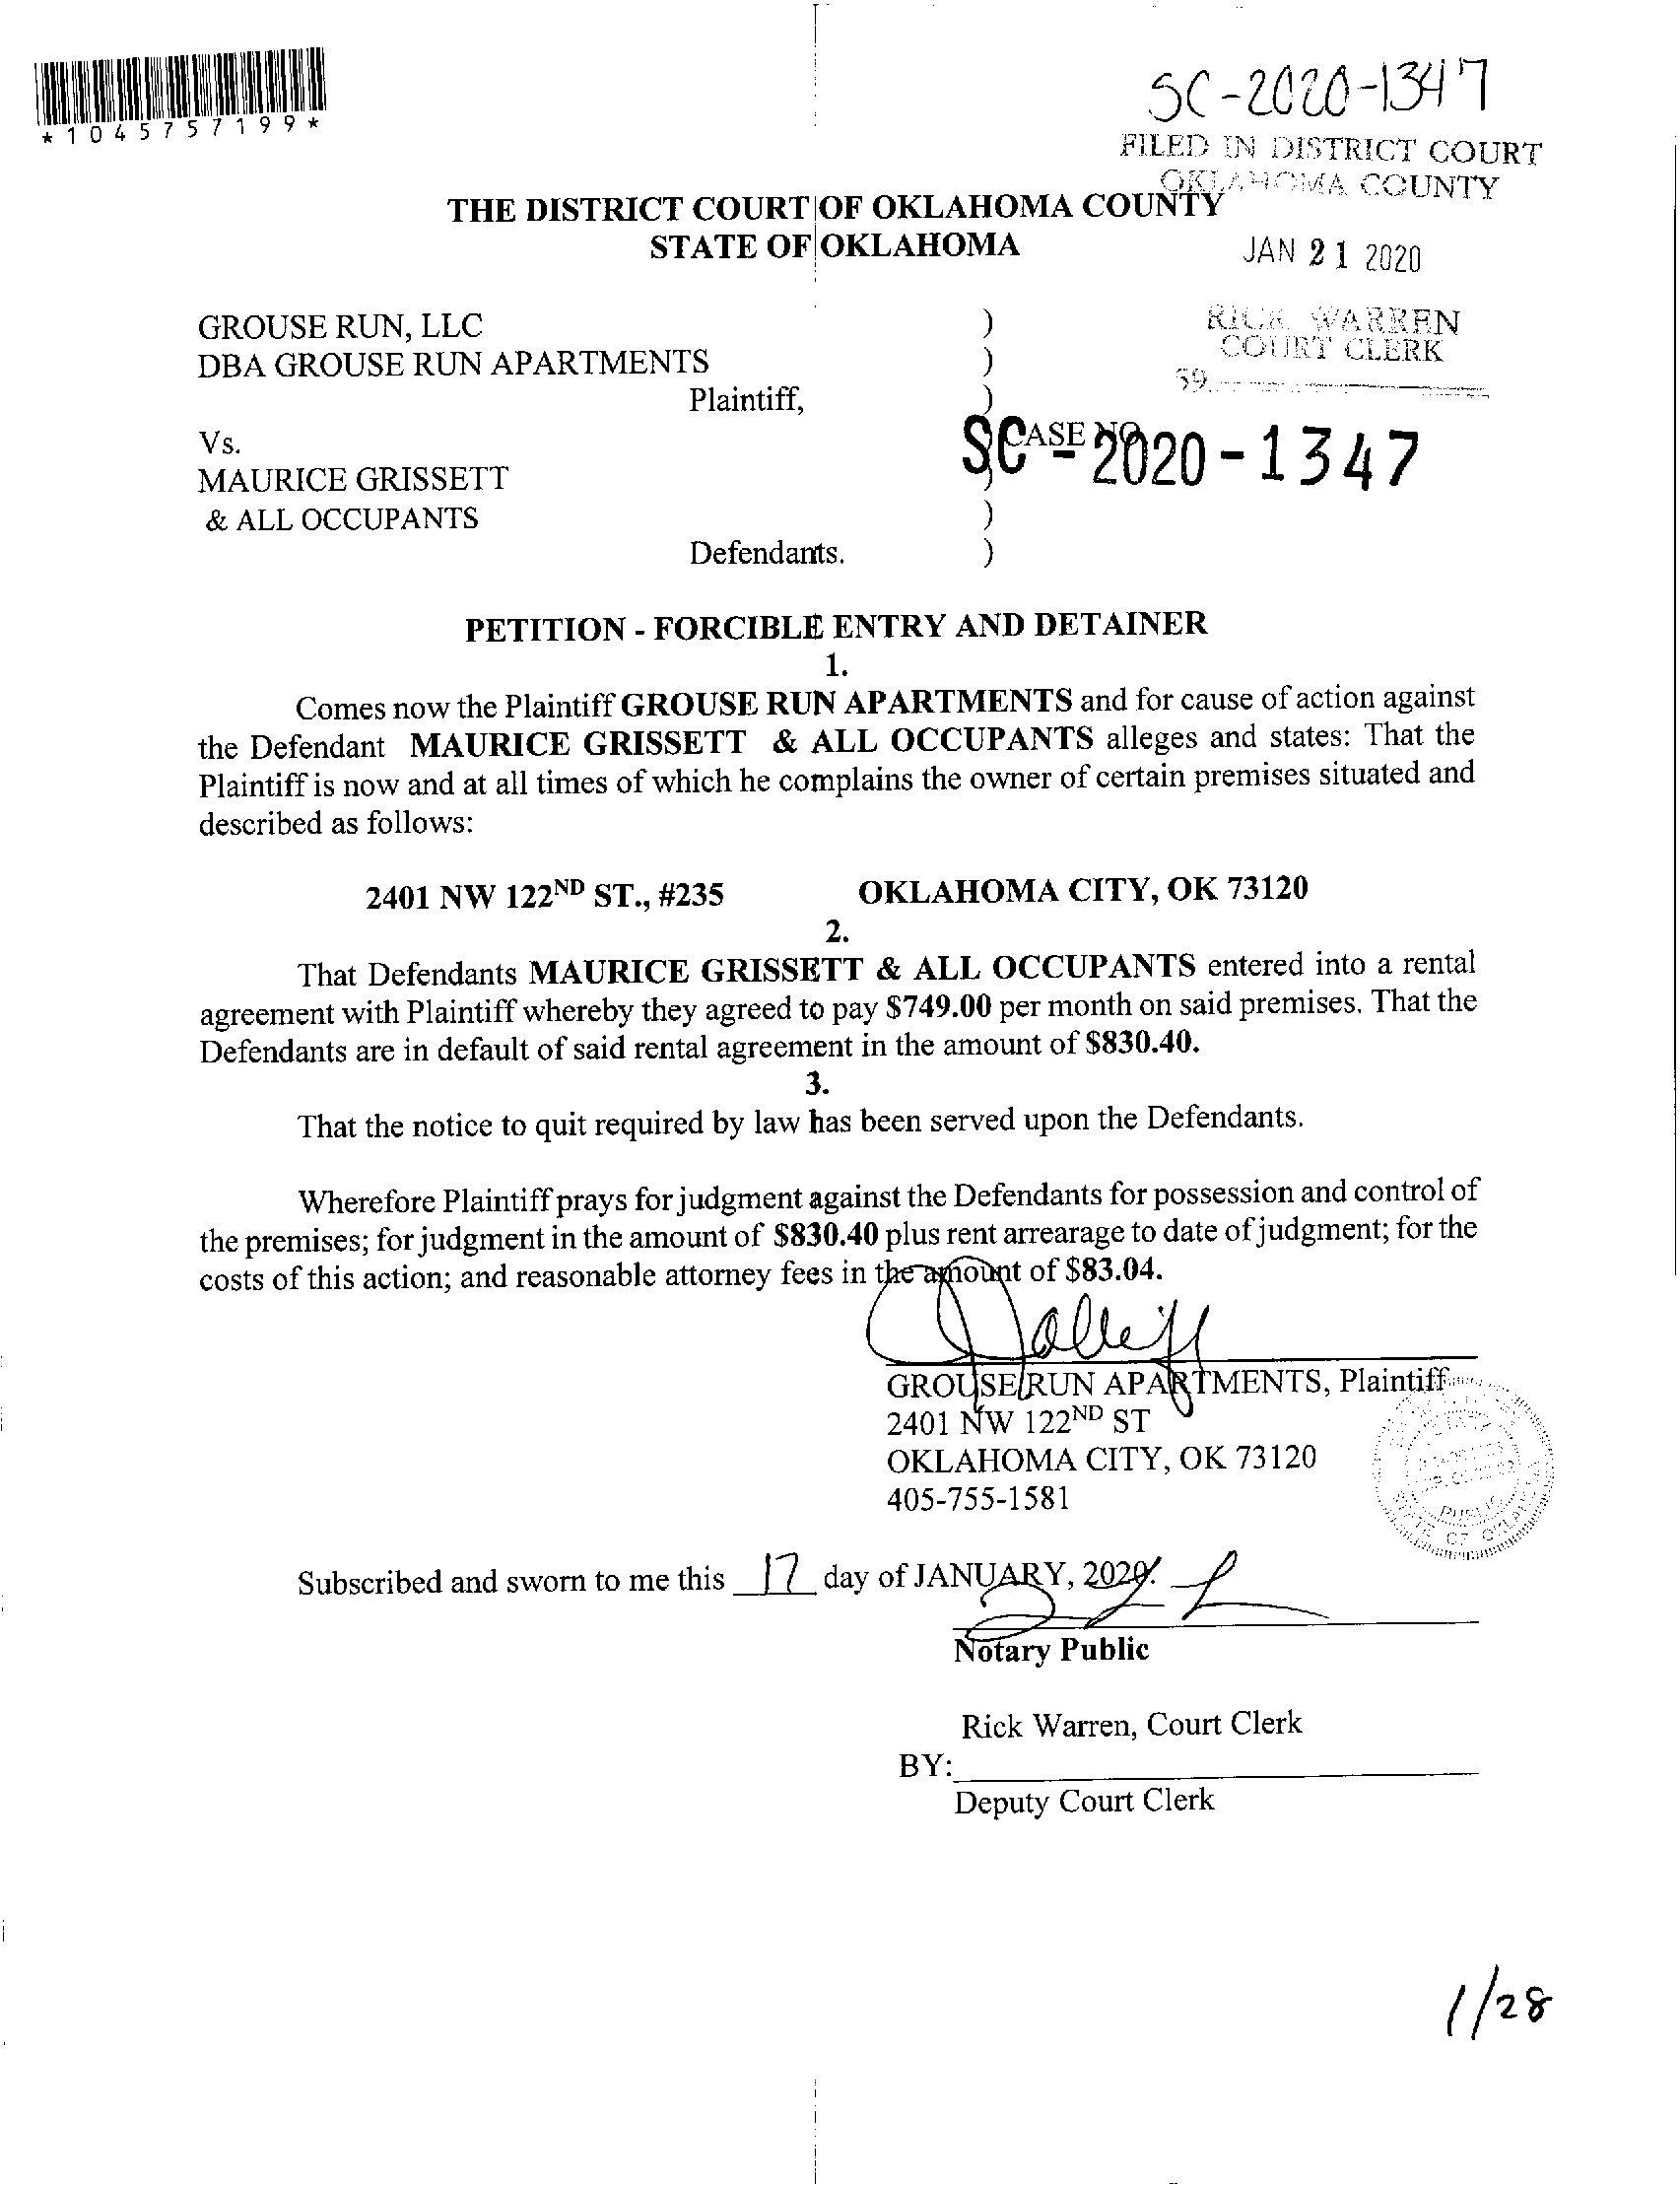 *1045757199*
SC-2020-1347
FILED IN DISTRICT COURT
OKLAHOMA COUNTY
THE DISTRICT COURT OF OKLAHOMA COUNTY
STATE OF OKLAHOMA
JAN 21 2020
GROUSE RUN, LLC )
RICK WARREN
DBA GROUSE RUN APARTMENTS )
COURT CLERK
Plaintiff, )
39
Vs.
CASE NO
SC-2020-1347
MAURICE GRISSETT )
& ALL OCCUPANTS )
Defendants. )
PETITION - FORCIBLE ENTRY AND DETAINER
1.
Comes now the Plaintiff GROUSE RUN APARTMENTS and for cause of action against
the Defendant MAURICE GRISSETT & ALL OCCUPANTS alleges and states: That the
Plaintiff is now and at all times of which he complains the owner of certain premises situated and
described as follows:
2401 NW 122ND ST., #235 OKLAHOMA CITY, OK 73120
2.
That Defendants MAURICE GRISSETT & ALL OCCUPANTS entered into a rental
agreement with Plaintiff whereby they agreed to pay $749.00 per month on said premises. That the
Defendants are in default of said rental agreement in the amount of $830.40.
3.
That the notice to quit required by law has been served upon the Defendants.
Wherefore Plaintiff prays for judgment against the Defendants for possession and control of
the premises; for judgment in the amount of $830.40 plus rent arrearage to date of judgment; for the
costs of this action; and reasonable attorney fees in the amount of $83.04.
GROUSE RUN APARTMENTS, Plaintiff
2401 NW 122ND ST
OKLAHOMA CITY, OK 73120
405-755-1581
PUBLIC
STATE OF OKLAHOMA
Subscribed and sworn to me this 17 day of JANUARY, 2020.
Notary Public
Rick Warren, Court Clerk
BY:
Deputy Court Clerk
1/28